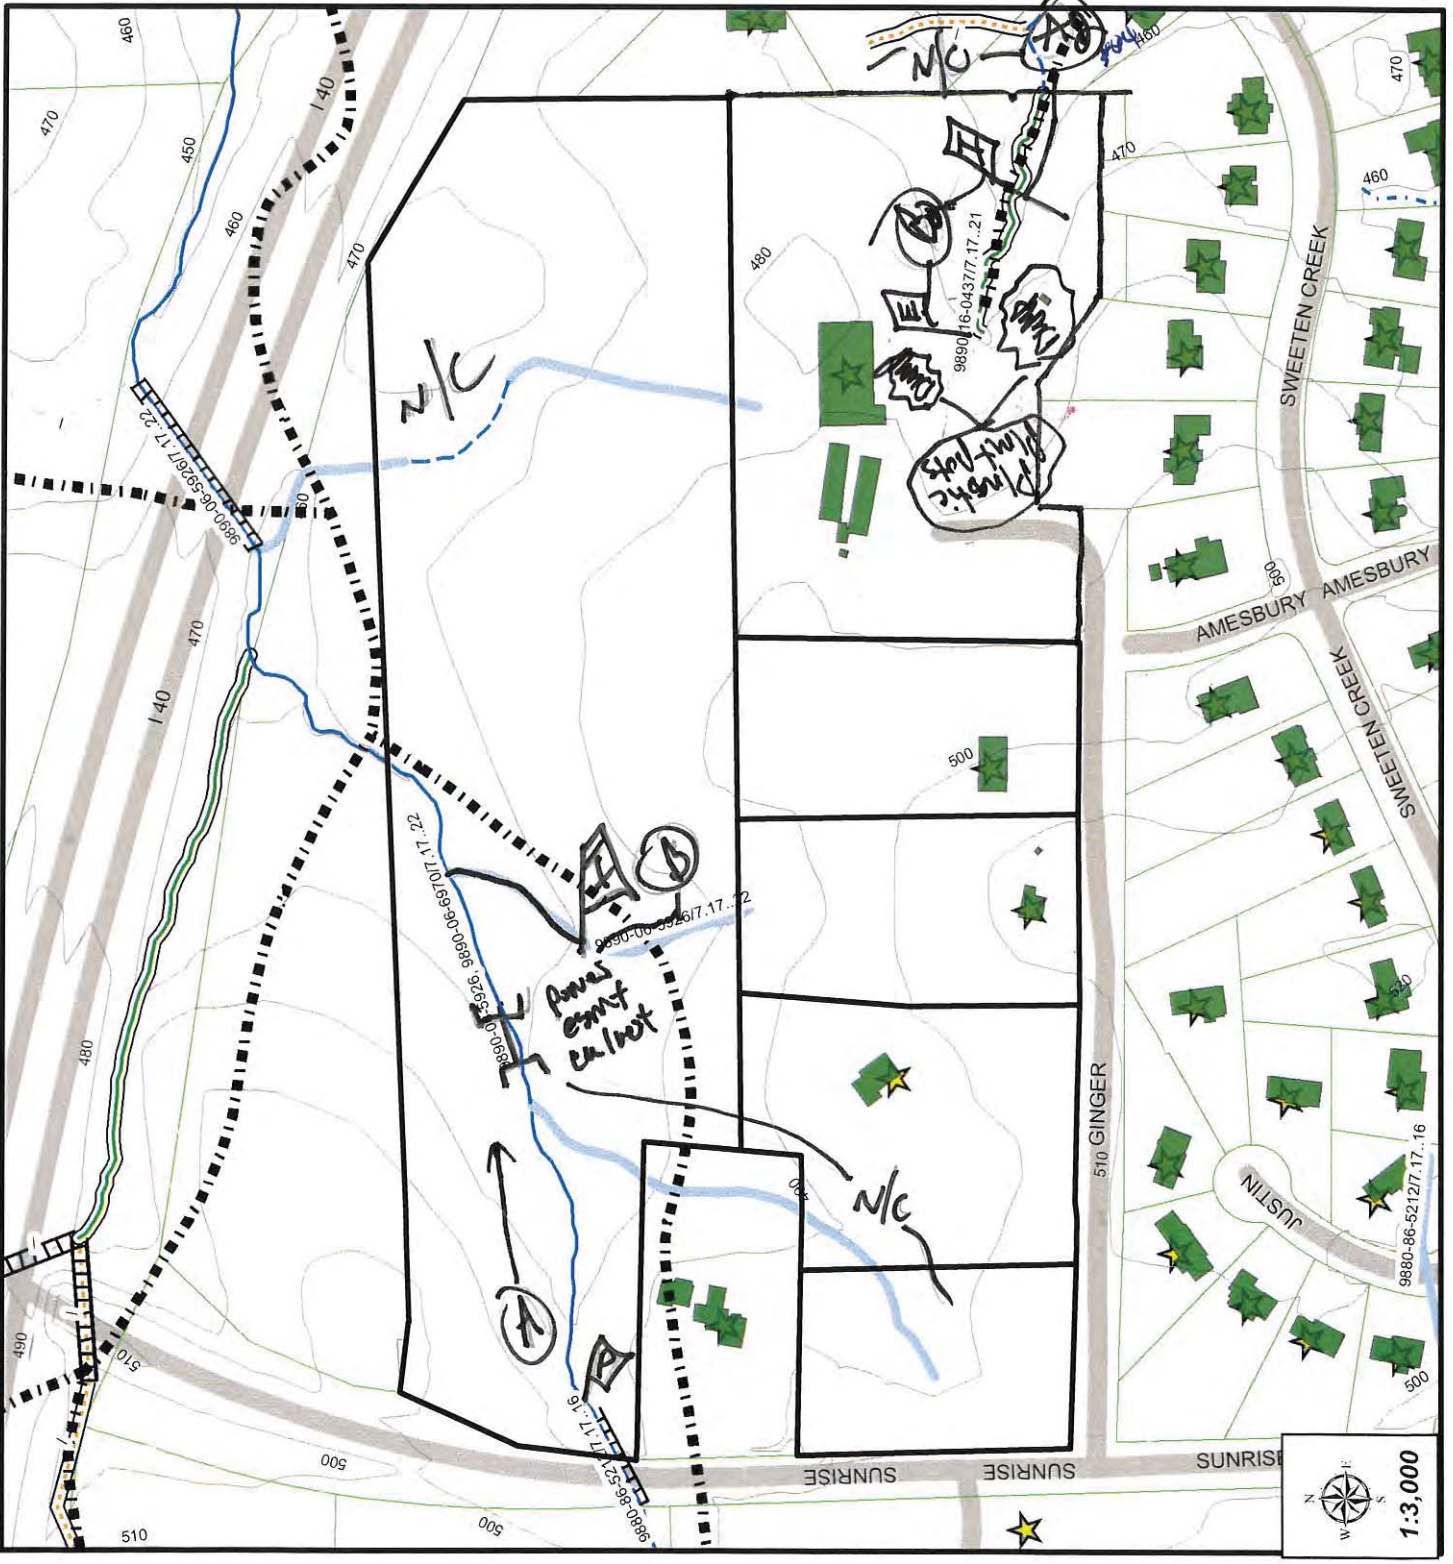 460
470
450
I 40
460
470
N/C
A
460
470
H
470
480
9890-16-0437/7.17..21
E
Plastic
plant pots
SWEETEN CREEK
460
N/C
9890-06-5926/7.17..22
60
470
I 40
500
AMESBURY
AMESBURY
SWEETEN CREEK
500
9890-06-5926, 9890-06-6970/7.17..22
H
B
9890-06-5926/7.17..22
power
esmt
culvert
520
480
510 GINGER
N/C
JUSTIN
9880-86-5212/7.17..16
A
P
490
510
500
500
510
9880-86-5212/7.17..16
SUNRISE
SUNRISE
SUNRISE
500
N
E
S
W
1:3,000